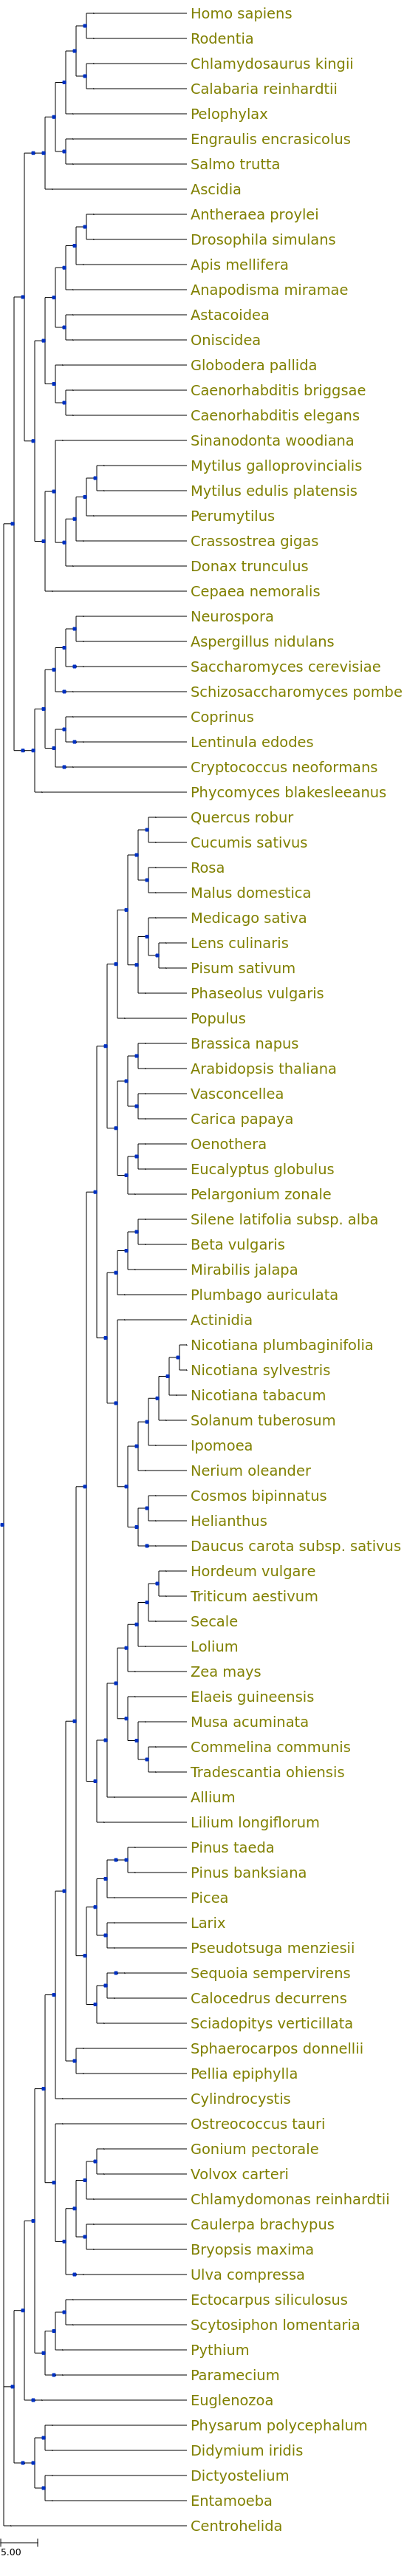 Homo sapiens
Rodentia
Chlamydosaurus kingii
Calabaria reinhardtii
Pelophylax
Engraulis encrasicolus
Salmo trutta
Ascidia
Antheraea proylei
Drosophila simulans
Apis mellifera
Anapodisma miramae
Astacoidea
Oniscidea
Globodera pallida
Caenorhabditis briggsae
Caenorhabditis elegans
Sinanodonta woodiana
Mytilus galloprovincialis
Mytilus edulis platensis
Perumytilus
Crassostrea gigas
Donax trunculus
Cepaea nemoralis
Neurospora
Aspergillus nidulans
Saccharomyces cerevisiae
Schizosaccharomyces pombe
Coprinus
Lentinula edodes
Cryptococcus neoformans
Phycomyces blakesleeanus
Quercus robur
Cucumis sativus
Rosa
Malus domestica
Medicago sativa
Lens culinaris
Pisum sativum
Phaseolus vulgaris
Populus
Brassica napus
Arabidopsis thaliana
Vasconcellea
Carica papaya
Oenothera
Eucalyptus globulus
Pelargonium zonale
Silene latifolia subsp. alba
Beta vulgaris
Mirabilis jalapa
Plumbago auriculata
Actinidia
Nicotiana plumbaginifolia
Nicotiana sylvestris
Nicotiana tabacum
Solanum tuberosum
Ipomoea
Nerium oleander
Cosmos bipinnatus
Helianthus
Daucus carota subsp. sativus
Hordeum vulgare
Triticum aestivum
Secale
Lolium
Zea mays
Elaeis guineensis
Musa acuminata
Commelina communis
Tradescantia ohiensis
Allium
Lilium longiflorum
Pinus taeda
Pinus banksiana
Picea
Larix
Pseudotsuga menziesii
Sequoia sempervirens
Calocedrus decurrens
Sciadopitys verticillata
Sphaerocarpos donnellii
Pellia epiphylla
Cylindrocystis
Ostreococcus tauri
Gonium pectorale
Volvox carteri
Chlamydomonas reinhardtii
Caulerpa brachypus
Bryopsis maxima
Ulva compressa
Ectocarpus siliculosus
Scytosiphon lomentaria
Pythium
Paramecium
Euglenozoa
Physarum polycephalum
Didymium iridis
Dictyostelium
Entamoeba
Centrohelida
5.00